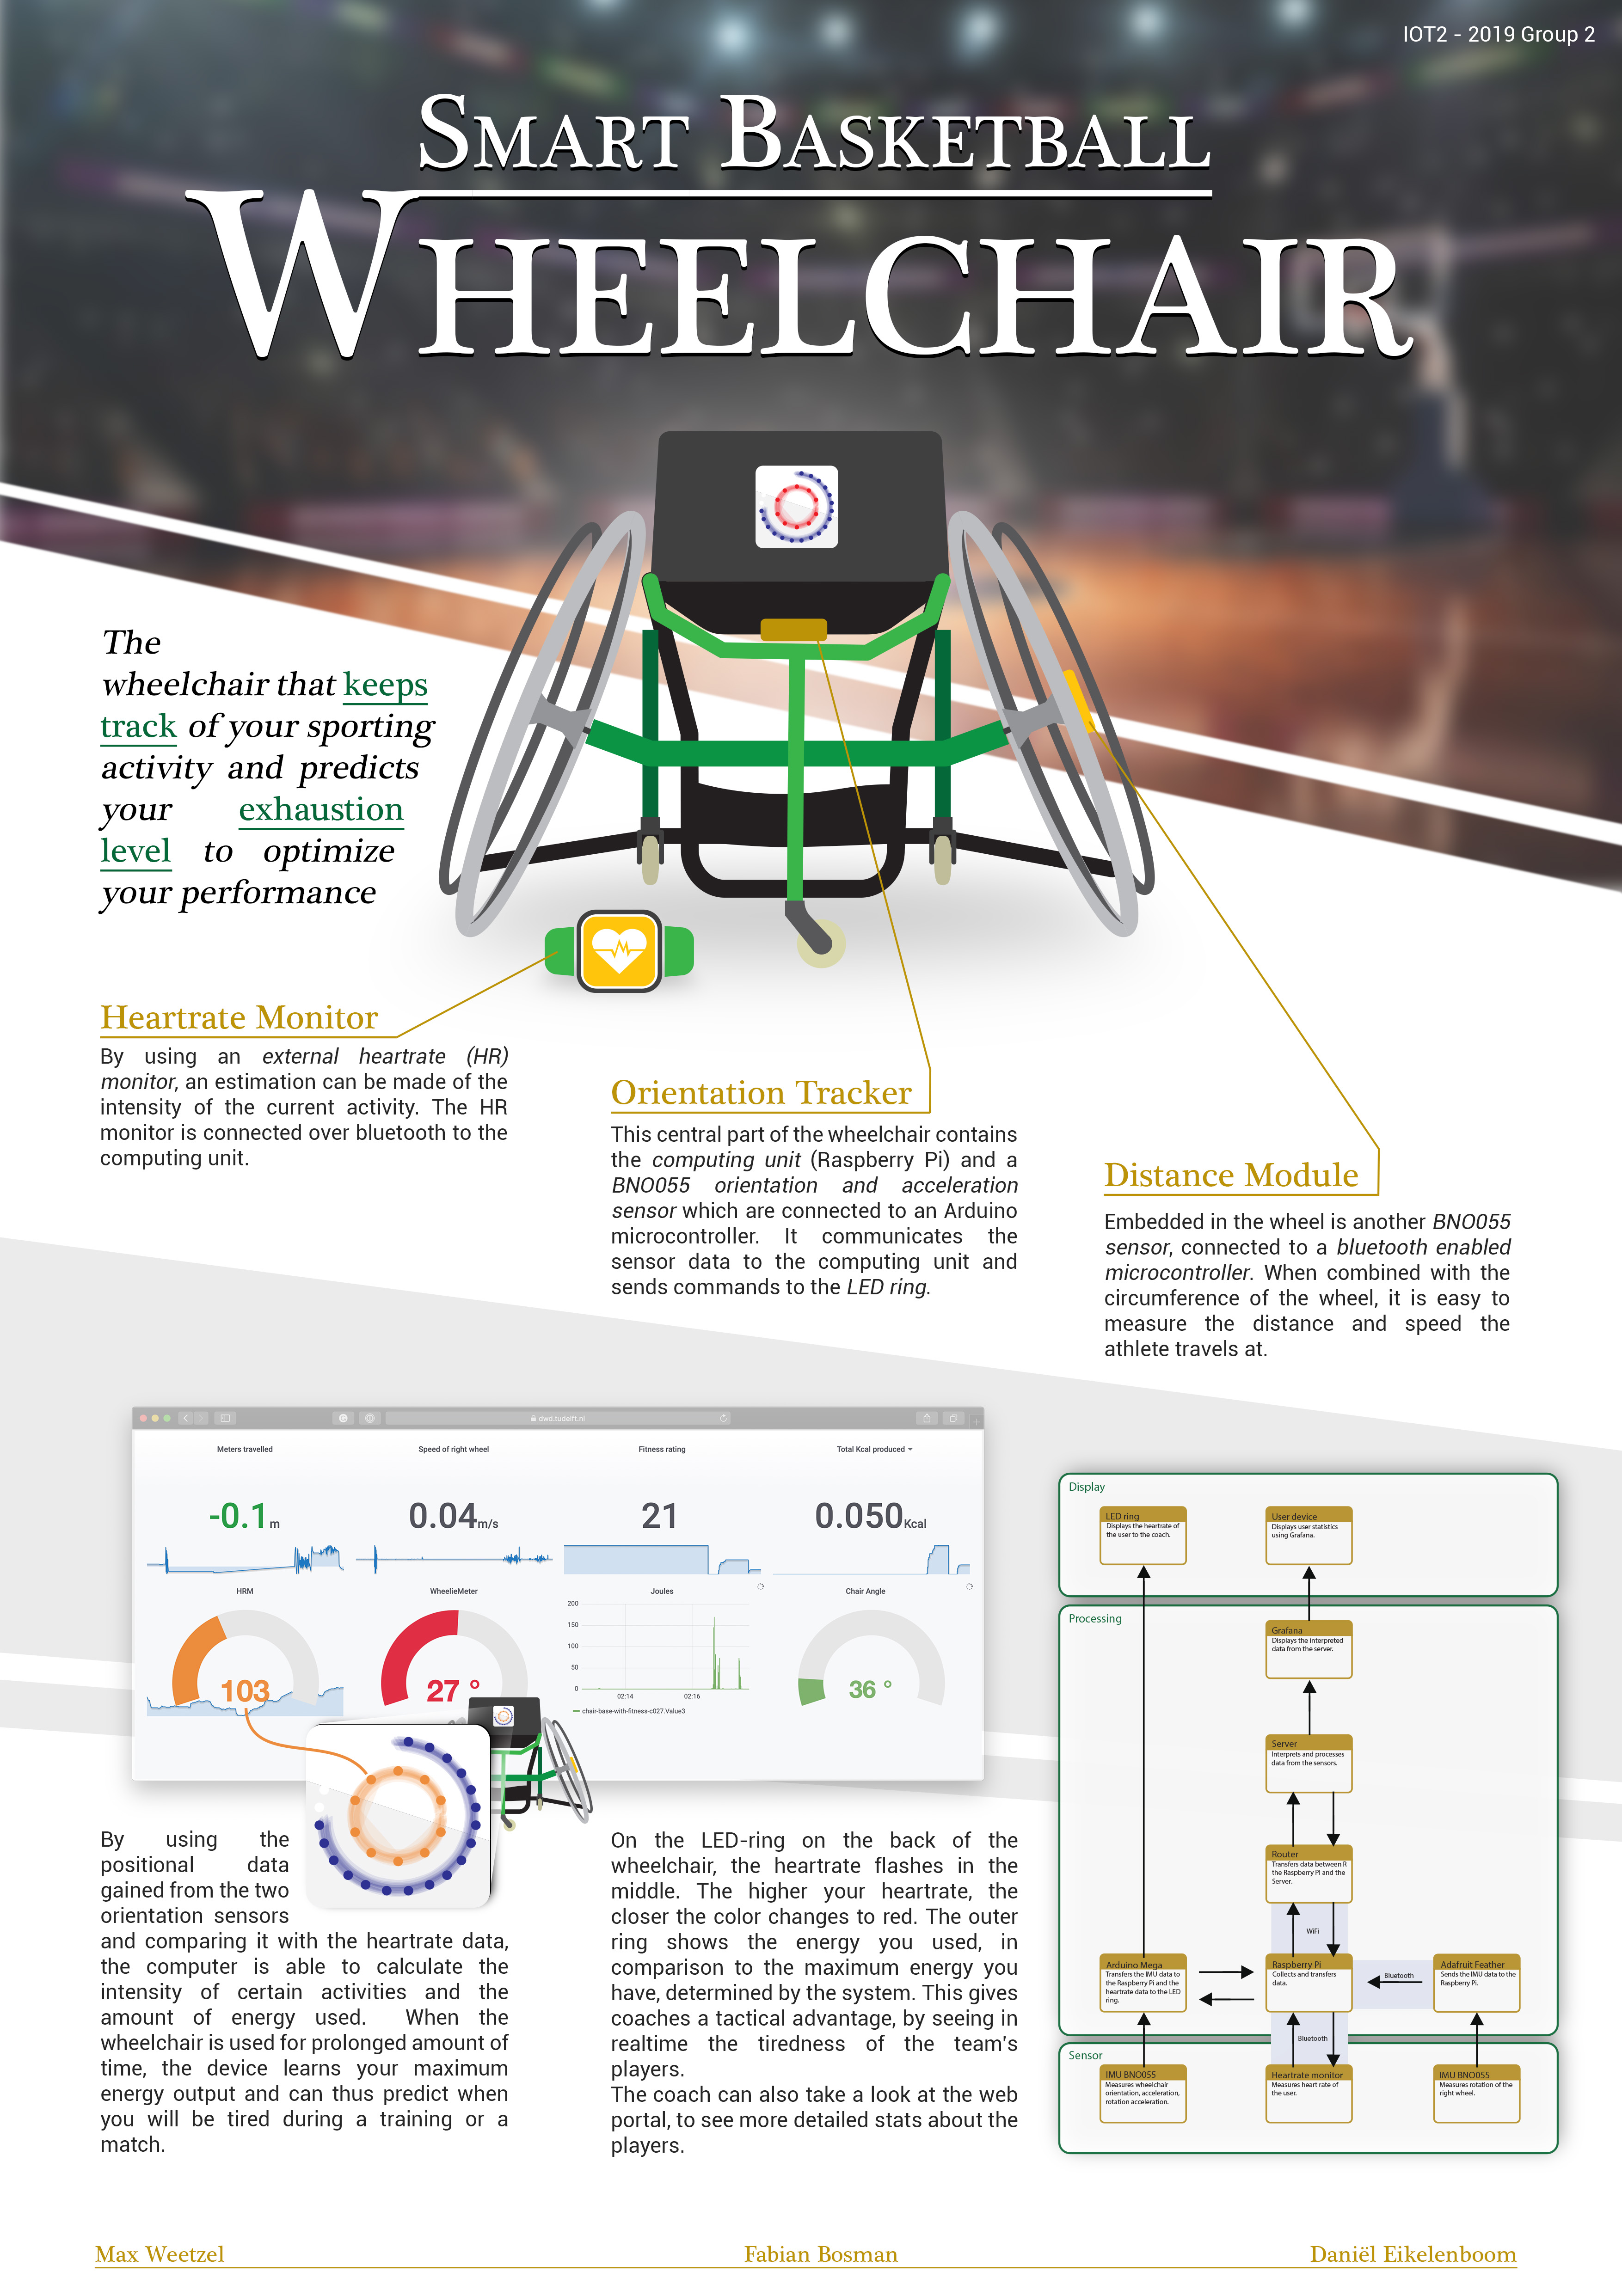 IOT2 - 2019 Group 2
SMART BASKETBALL
WHEELCHAIR
The
wheelchair that keeps
track of your sporting
activity and predicts
your exhaustion
level to optimize
your performance
Heartrate Monitor
By using an external heartrate (HR)
monitor, an estimation can be made of the
intensity of the current activity. The HR
monitor is connected over bluetooth to the
computing unit.
Orientation Tracker
This central part of the wheelchair contains
the computing unit (Raspberry Pi) and a
BNO055 orientation and acceleration
sensor which are connected to an Arduino
microcontroller. It communicates the
sensor data to the computing unit and
sends commands to the LED ring.
Distance Module
Embedded in the wheel is another BNO055
sensor, connected to a bluetooth enabled
microcontroller. When combined with the
circumference of the wheel, it is easy to
measure the distance and speed the
athlete travels at.
dwd.tudelft.nl
Meters travelled
Speed of right wheel
Fitness rating
Total Kcal produced
-0.1 m
0.04 m/s
21
0.050 Kcal
HRM
WheelieMeter
Joules
Chair Angle
103
27 °
200
150
100
50
0
02:14
02:16
chair-base-with-fitness-c027.Value3
36 °
By using the
positional data
gained from the two
orientation sensors
and comparing it with the heartrate data,
the computer is able to calculate the
intensity of certain activities and the
amount of energy used. When the
wheelchair is used for prolonged amount of
time, the device learns your maximum
energy output and can thus predict when
you will be tired during a training or a
match.
On the LED-ring on the back of the
wheelchair, the heartrate flashes in the
middle. The higher your heartrate, the
closer the color changes to red. The outer
ring shows the energy you used, in
comparison to the maximum energy you
have, determined by the system. This gives
coaches a tactical advantage, by seeing in
realtime the tiredness of the team's
players.
The coach can also take a look at the web
portal, to see more detailed stats about the
players.
Display
LED ring
Displays the heartrate of
the user to the coach.
User device
Displays user statistics
using Grafana.
Processing
Grafana
Displays the interpreted
data from the server.
Server
Interprets and processes
data from the sensors.
Router
Transfers data between R
the Raspberry Pi and the
Server.
WiFi
Arduino Mega
Transfers the IMU data to
the Raspberry Pi and the
heartrate data to the LED
ring.
Raspberry Pi
Collects and transfers
data.
Bluetooth
Adafruit Feather
Sends the IMU data to the
Raspberry Pi.
Bluetooth
Sensor
IMU BNO055
Measures wheelchair
orientation, acceleration,
rotation acceleration.
Heartrate monitor
Measures heart rate of
the user.
IMU BNO055
Measures rotation of the
right wheel.
Max Weetzel
Fabian Bosman
Daniël Eikelenboom